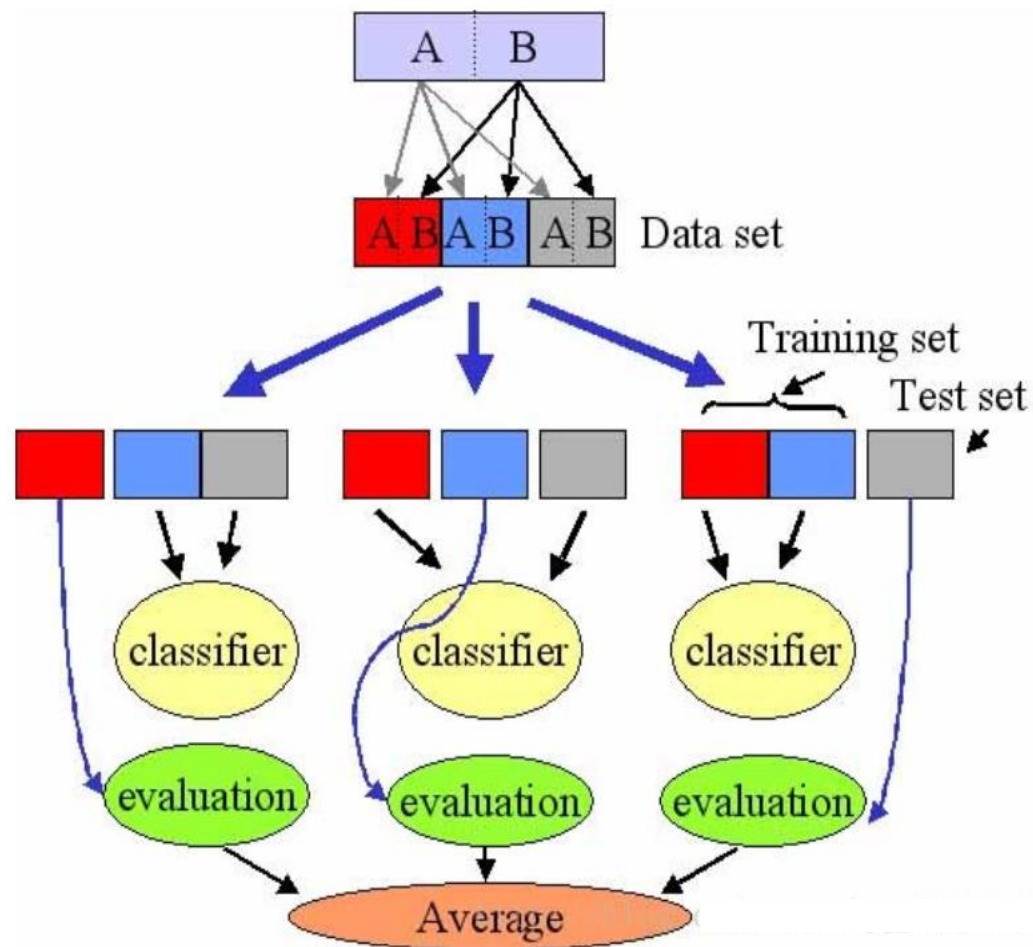 A B
A B A B A B Data set
Training set
Test set
classifier classifier classifier
evaluation evaluation evaluation
Average